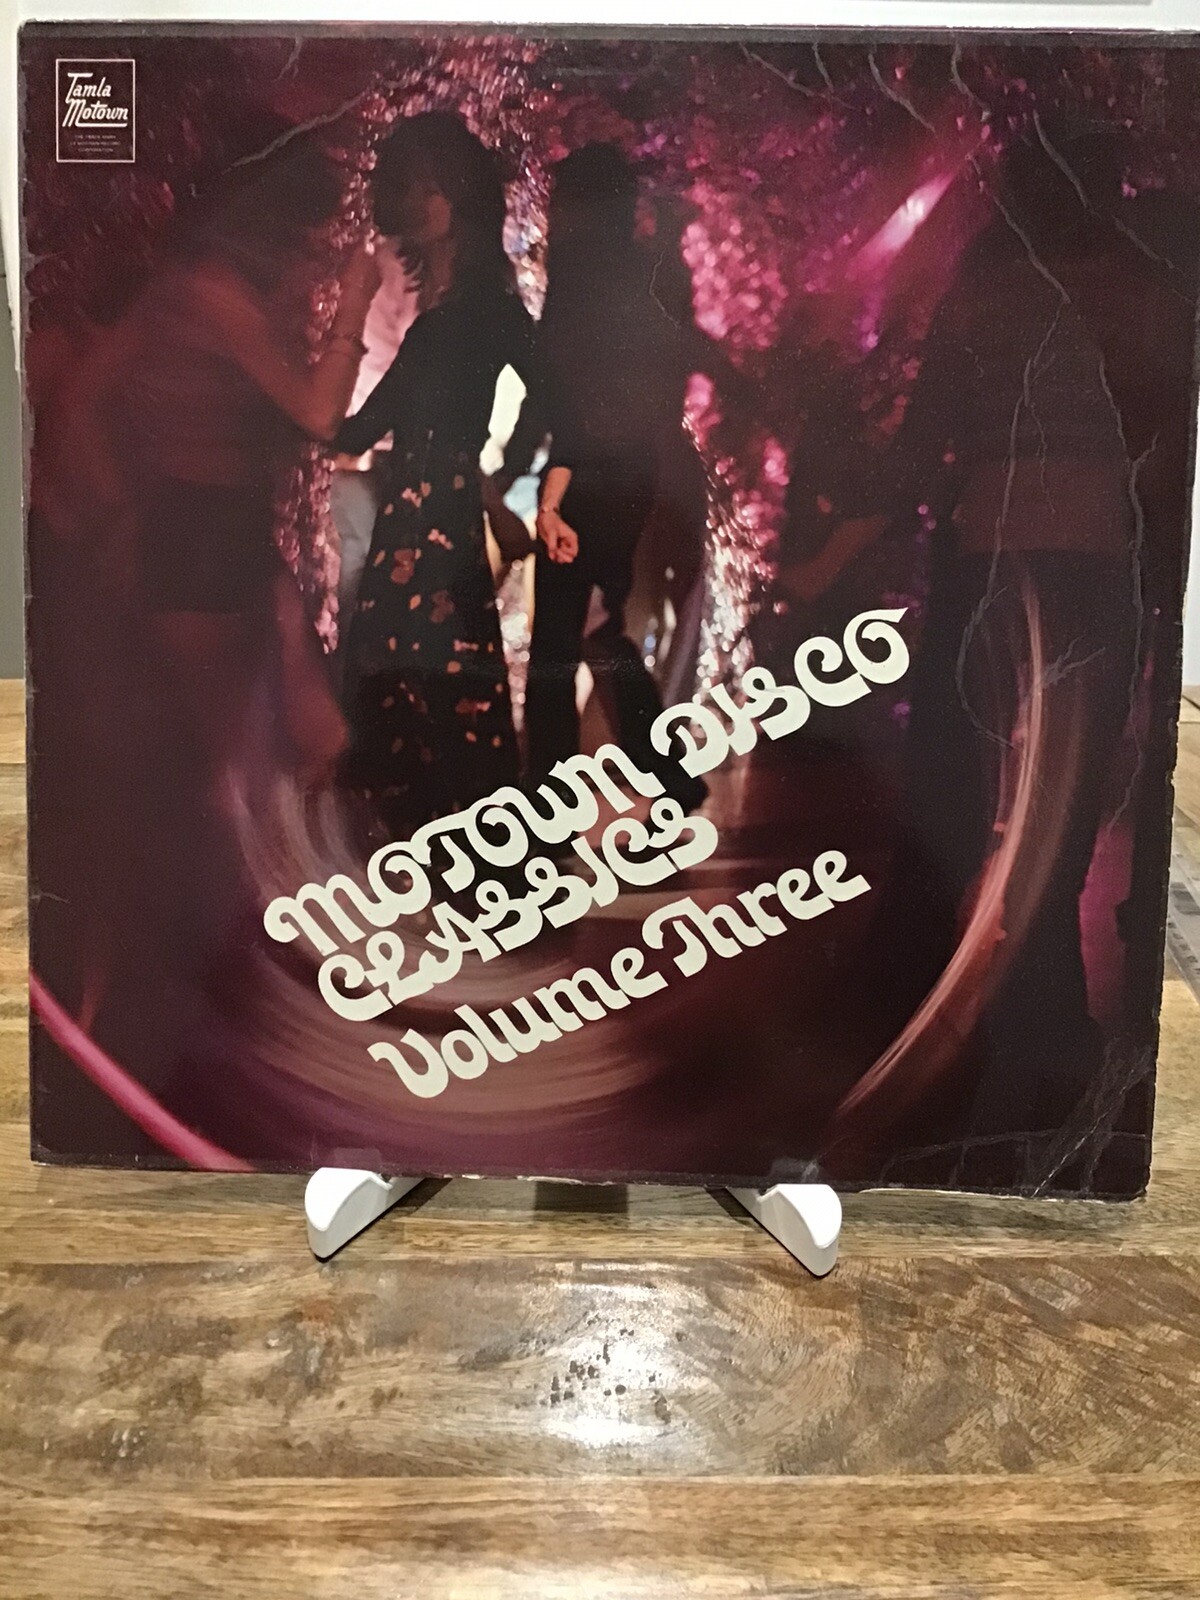 Tamla
Motown
MOTOWN DISCO
CLASSICS
Volume Three